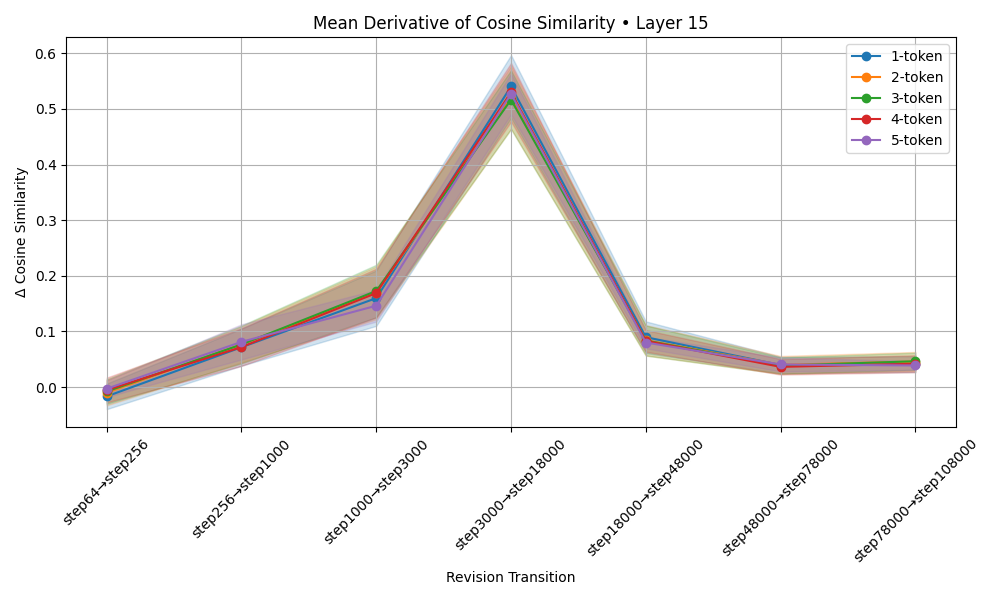 Mean Derivative of Cosine Similarity • Layer 15
Δ Cosine Similarity
0.6
0.5
0.4
0.3
0.2
0.1
0.0
1-token
2-token
3-token
4-token
5-token
step64→step256
step256→step1000
step1000→step3000
step3000→step18000
step18000→step48000
step48000→step78000
step78000→step108000
Revision Transition